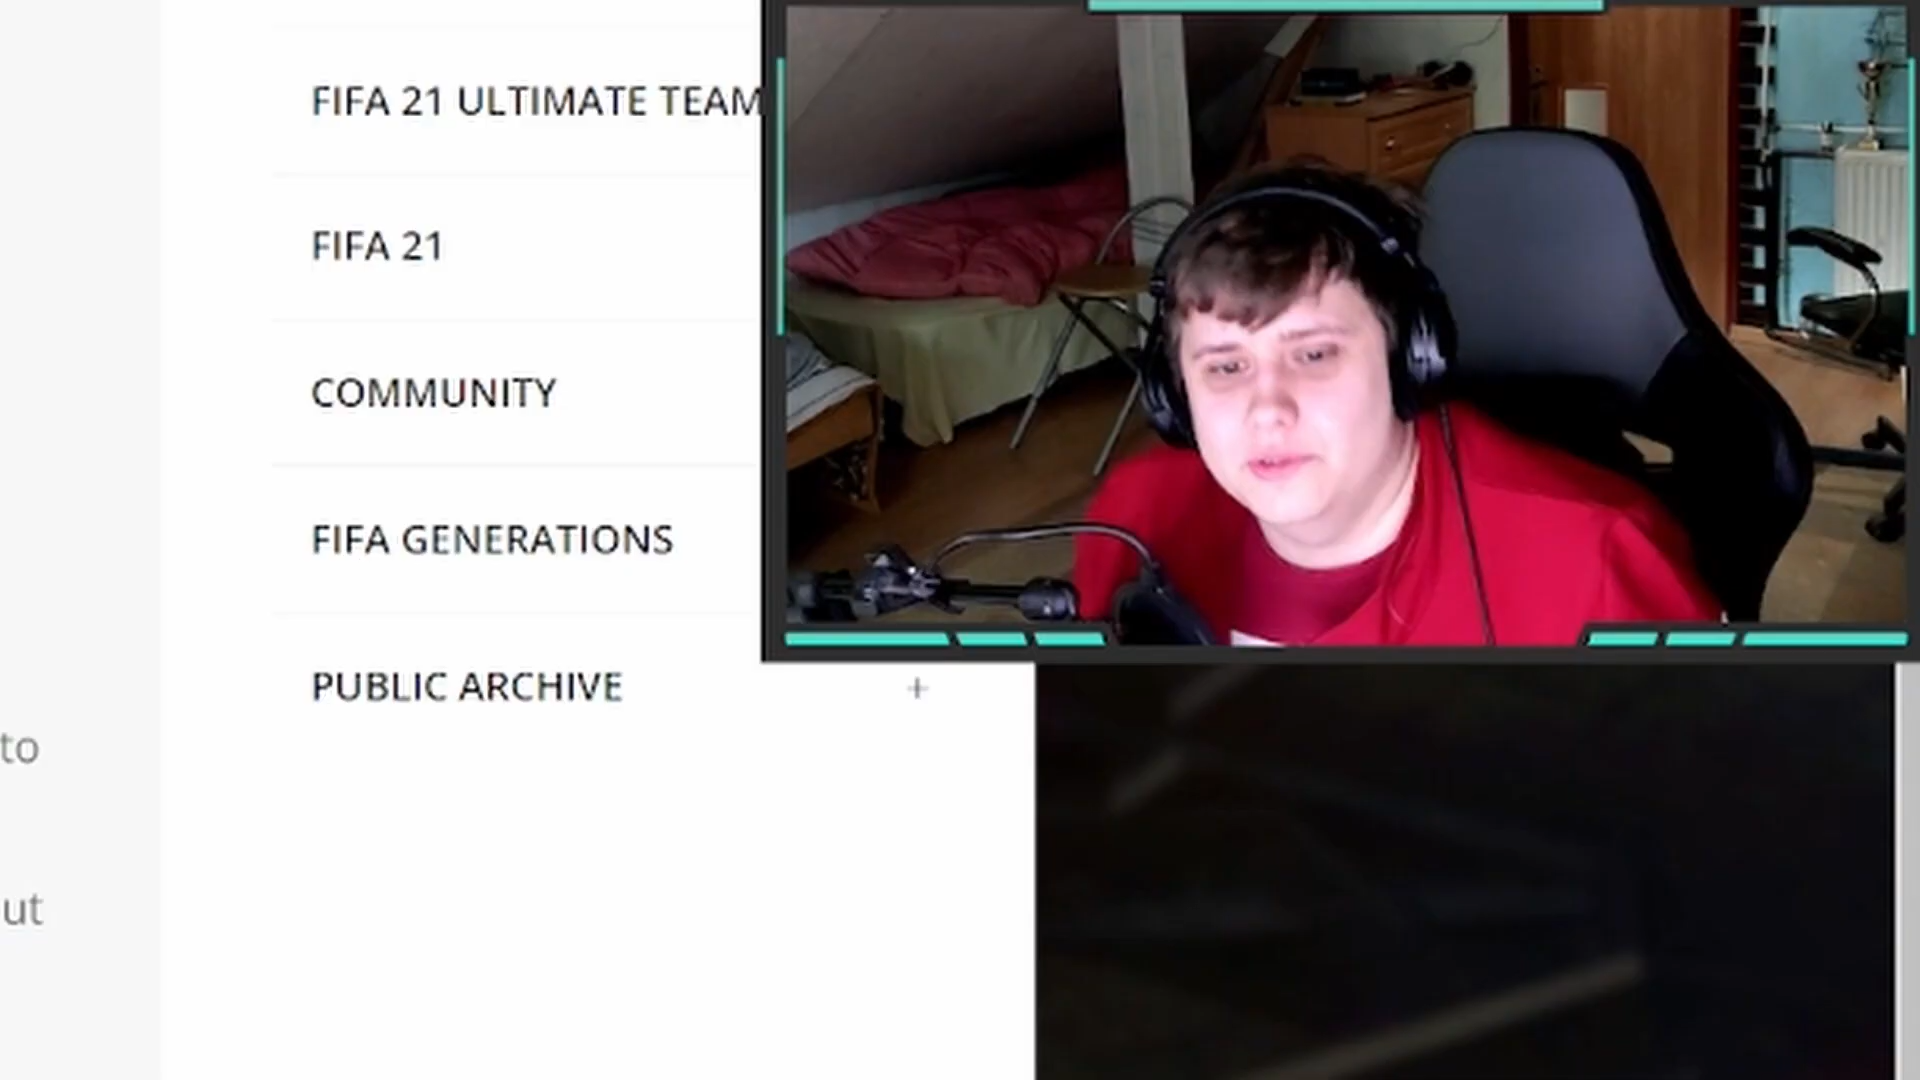 FIFA 21 ULTIMATE TEAM
FIFA 21
COMMUNITY
FIFA GENERATIONS
PUBLIC ARCHIVE +
to
ut